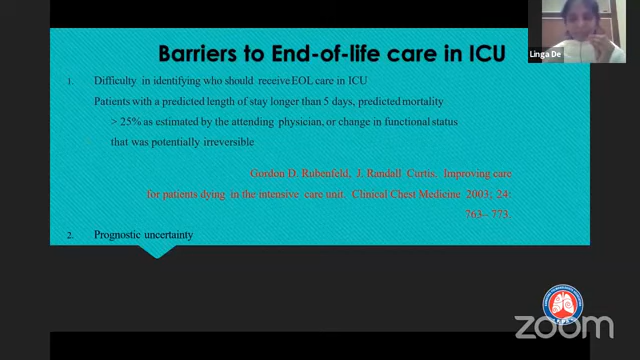 Barriers to End-of-life care in ICU
Linga De
1. Difficulty in identifying who should receive EOL care in ICU
Patients with a predicted length of stay longer than 5 days, predicted mortality
> 25% as estimated by the attending physician, or change in functional status
that was potentially irreversible
Gordon D. Rubenfeld, J. Randall Curtis. Improving care
for patients dying in the intensive care unit. Clinical Chest Medicine 2003; 24:
763–773.
2. Prognostic uncertainty
zoom